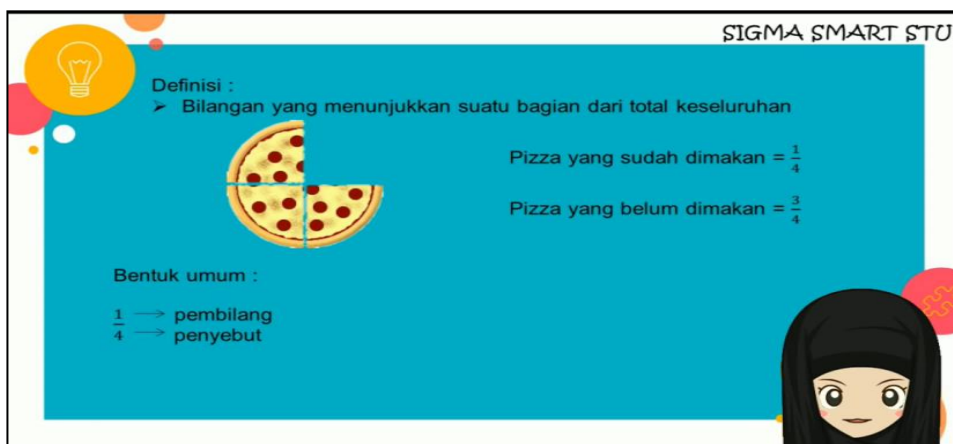 SIGMA SMART STU
Definisi :
➤ Bilangan yang menunjukkan suatu bagian dari total keseluruhan
Pizza yang sudah dimakan = 1/4
Pizza yang belum dimakan = 3/4
Bentuk umum :
1 → pembilang
4 → penyebut